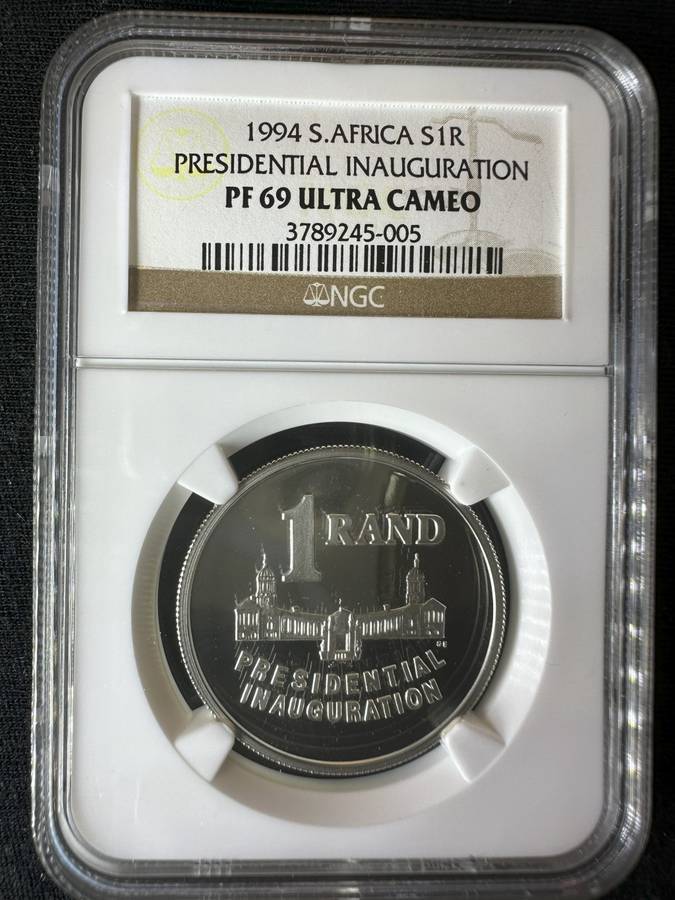 1994 S.AFRICA S1R
PRESIDENTIAL INAUGURATION
PF 69 ULTRA CAMEO
3789245-005
NGC
1 RAND
PRESIDENTIAL
INAUGURATION